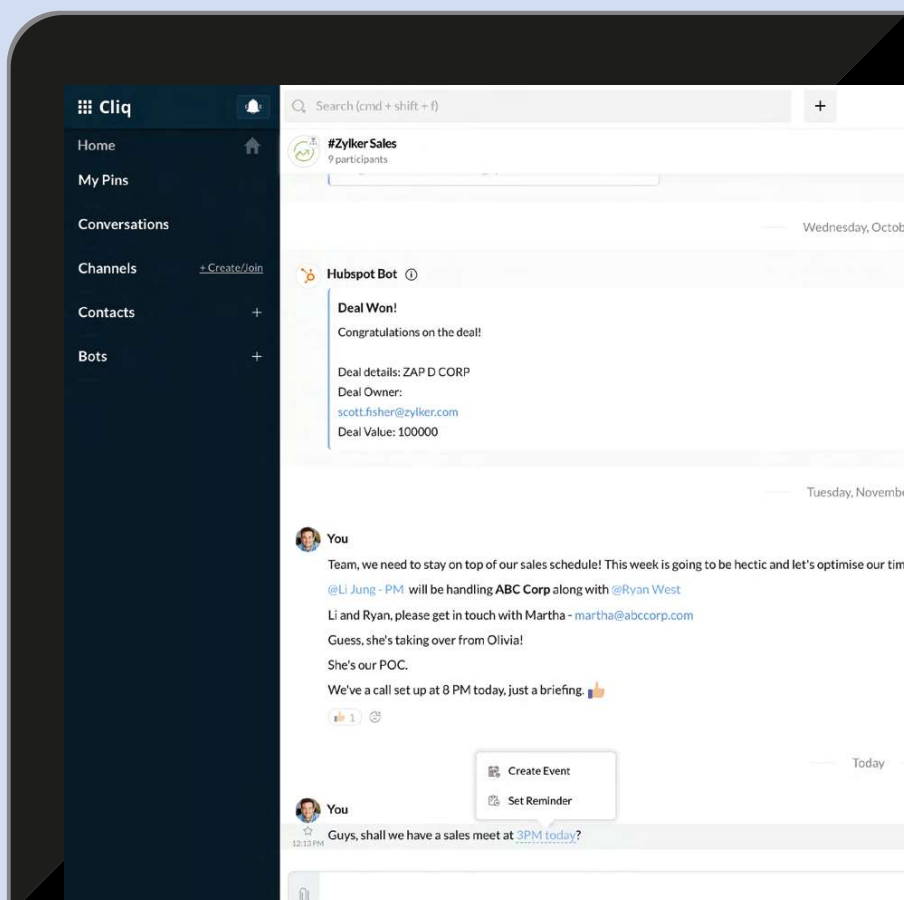 Cliq
Search (cmd + shift + f)
+
Home
#Zylker Sales
9 participants
My Pins
Conversations
Wednesday, Octob
Channels
+ Create/Join
Hubspot Bot
Contacts +
Deal Won!
Congratulations on the deal!
Bots +
Deal details: ZAP D CORP
Deal Owner:
scott.fisher@zylker.com
Deal Value: 100000
Tuesday, Novembe
You
Team, we need to stay on top of our sales schedule! This week is going to be hectic and let's optimise our tim
@Li Jung - PM will be handling ABC Corp along with @Ryan West
Li and Ryan, please get in touch with Martha - martha@abccorp.com
Guess, she's taking over from Olivia!
She's our POC.
We've a call set up at 8 PM today, just a briefing.
1
Today
Create Event
Set Reminder
You
Guys, shall we have a sales meet at 3PM today?
12:13 PM